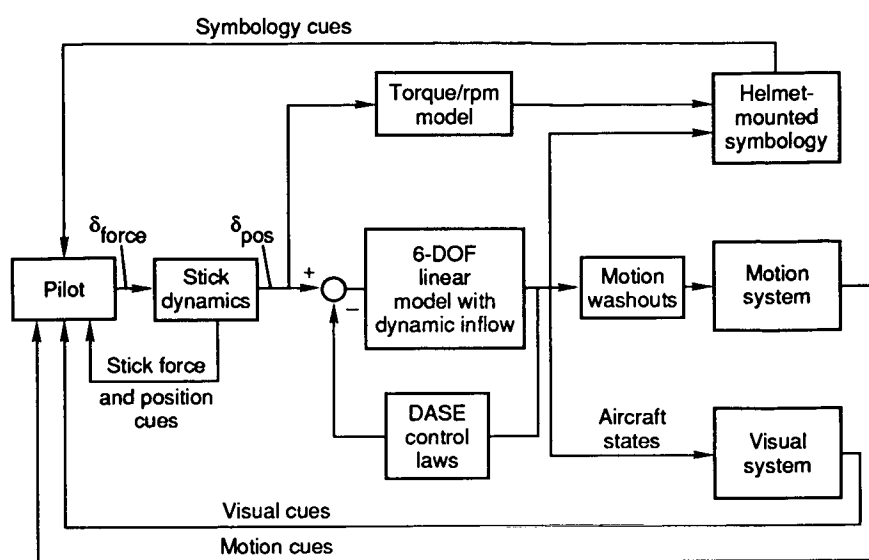 Symbology cues
Torque/rpm
model
Helmet-
mounted
symbology
δforce
δpos
Pilot
Stick
dynamics
+
−
6-DOF
linear
model with
dynamic inflow
Motion
washouts
Motion
system
Stick force
and position
cues
DASE
control
laws
Aircraft
states
Visual
system
Visual cues
Motion cues